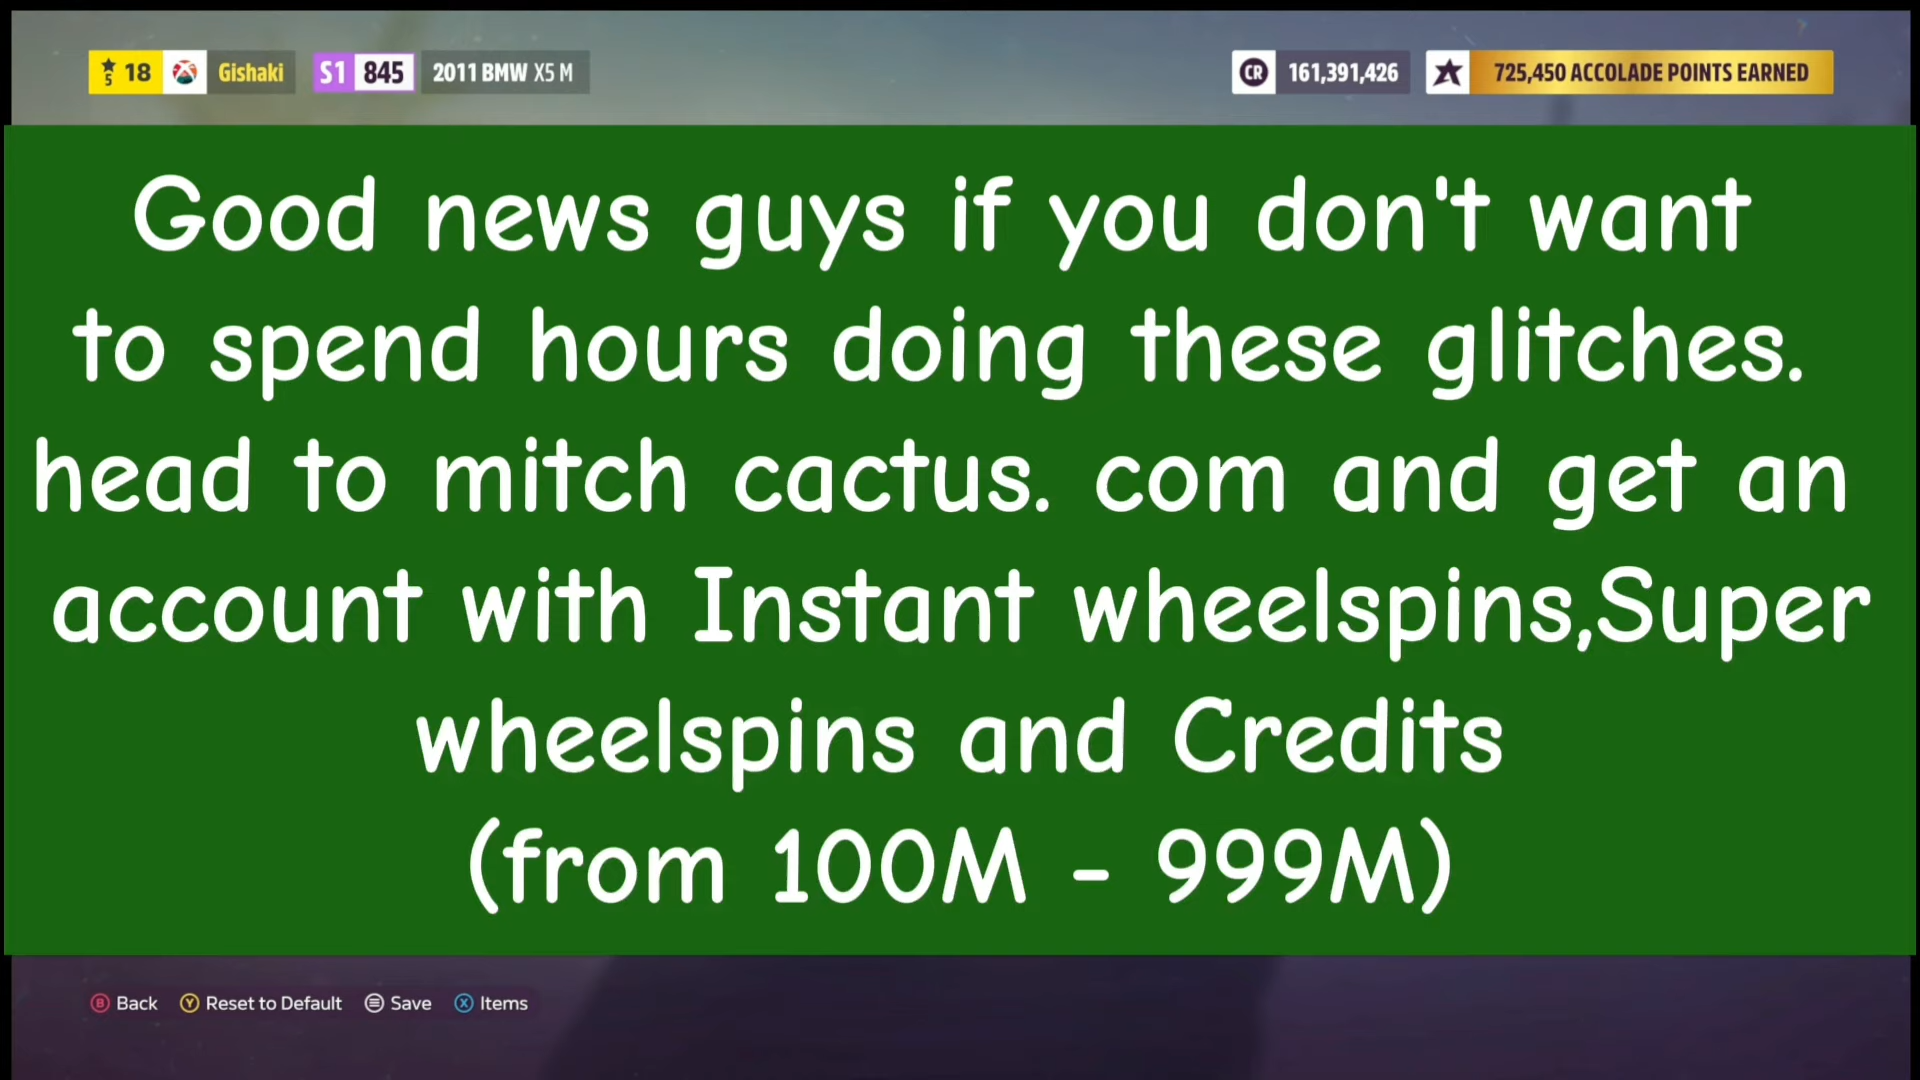 5 18 Gishaki S1 845 2011 BMW X5 M CR 161,391,426 725,450 ACCOLADE POINTS EARNED
Good news guys if you don't want
to spend hours doing these glitches.
head to mitch cactus. com and get an
account with Instant wheelspins,Super
wheelspins and Credits
(from 100M - 999M)
B Back Y Reset to Default Save X Items